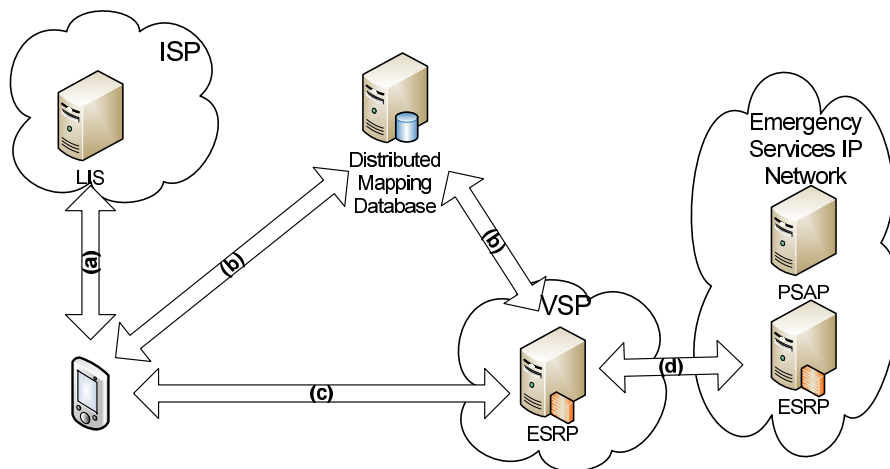 ISP
LIS
Distributed
Mapping
Database
Emergency
Services IP
Network
PSAP
ESRP
VSP
ESRP
(a)
(b)
(b)
(c)
(d)